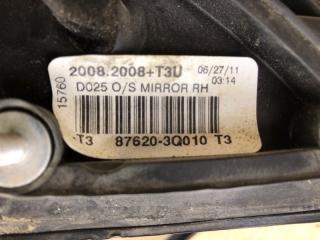 2008.2008+T3U 06/27/11
03:14
15760
D025 O/S MIRROR RH
T3 87620-3Q010 T3